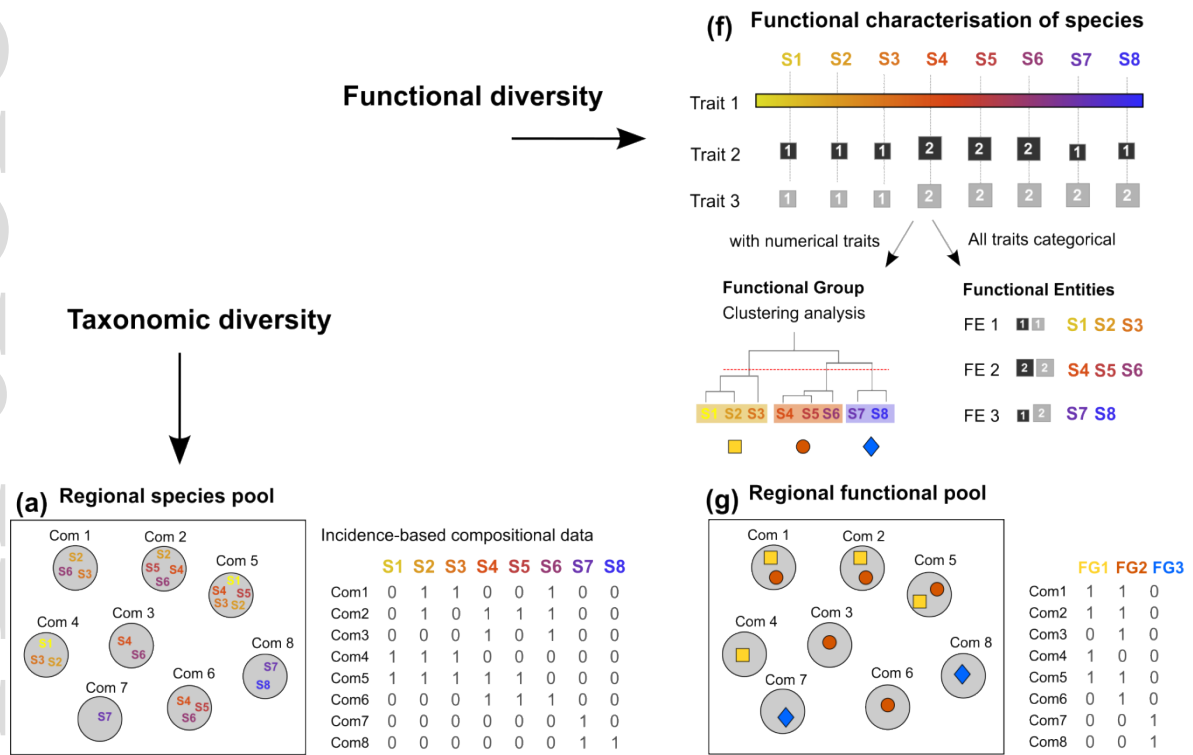 (f) Functional characterisation of species
S1 S2 S3 S4 S5 S6 S7 S8
Functional diversity
Trait 1
Trait 2 1 1 1 2 2 2 1 1
Trait 3 1 1 1 2 2 2 2 2
with numerical traits
All traits categorical
Functional Group
Clustering analysis
S1 S2 S3 S4 S5 S6 S7 S8
Functional Entities
FE 1 1 1 S1 S2 S3
FE 2 2 2 S4 S5 S6
FE 3 1 2 S7 S8
Taxonomic diversity
(a) Regional species pool
Com 1
S2
S6 S3
Com 2
S2
S5 S4
S6
Com 5
S1
S4 S5
S3 S2
Com 4
S1
S3 S2
Com 3
S4
S6
Com 8
S7
S8
Com 7
S7
Com 6
S4 S5
S6
Incidence-based compositional data
S1 S2 S3 S4 S5 S6 S7 S8
Com1 0 1 1 0 0 1 0 0
Com2 0 1 0 1 1 1 0 0
Com3 0 0 0 1 0 1 0 0
Com4 1 1 1 0 0 0 0 0
Com5 1 1 1 1 1 0 0 0
Com6 0 0 0 1 1 1 0 0
Com7 0 0 0 0 0 0 1 0
Com8 0 0 0 0 0 0 1 1
(g) Regional functional pool
Com 1
Com 2
Com 5
Com 4
Com 3
Com 8
Com 7
Com 6
FG1 FG2 FG3
Com1 1 1 0
Com2 1 1 0
Com3 0 1 0
Com4 1 0 0
Com5 1 1 0
Com6 0 1 0
Com7 0 0 1
Com8 0 0 1